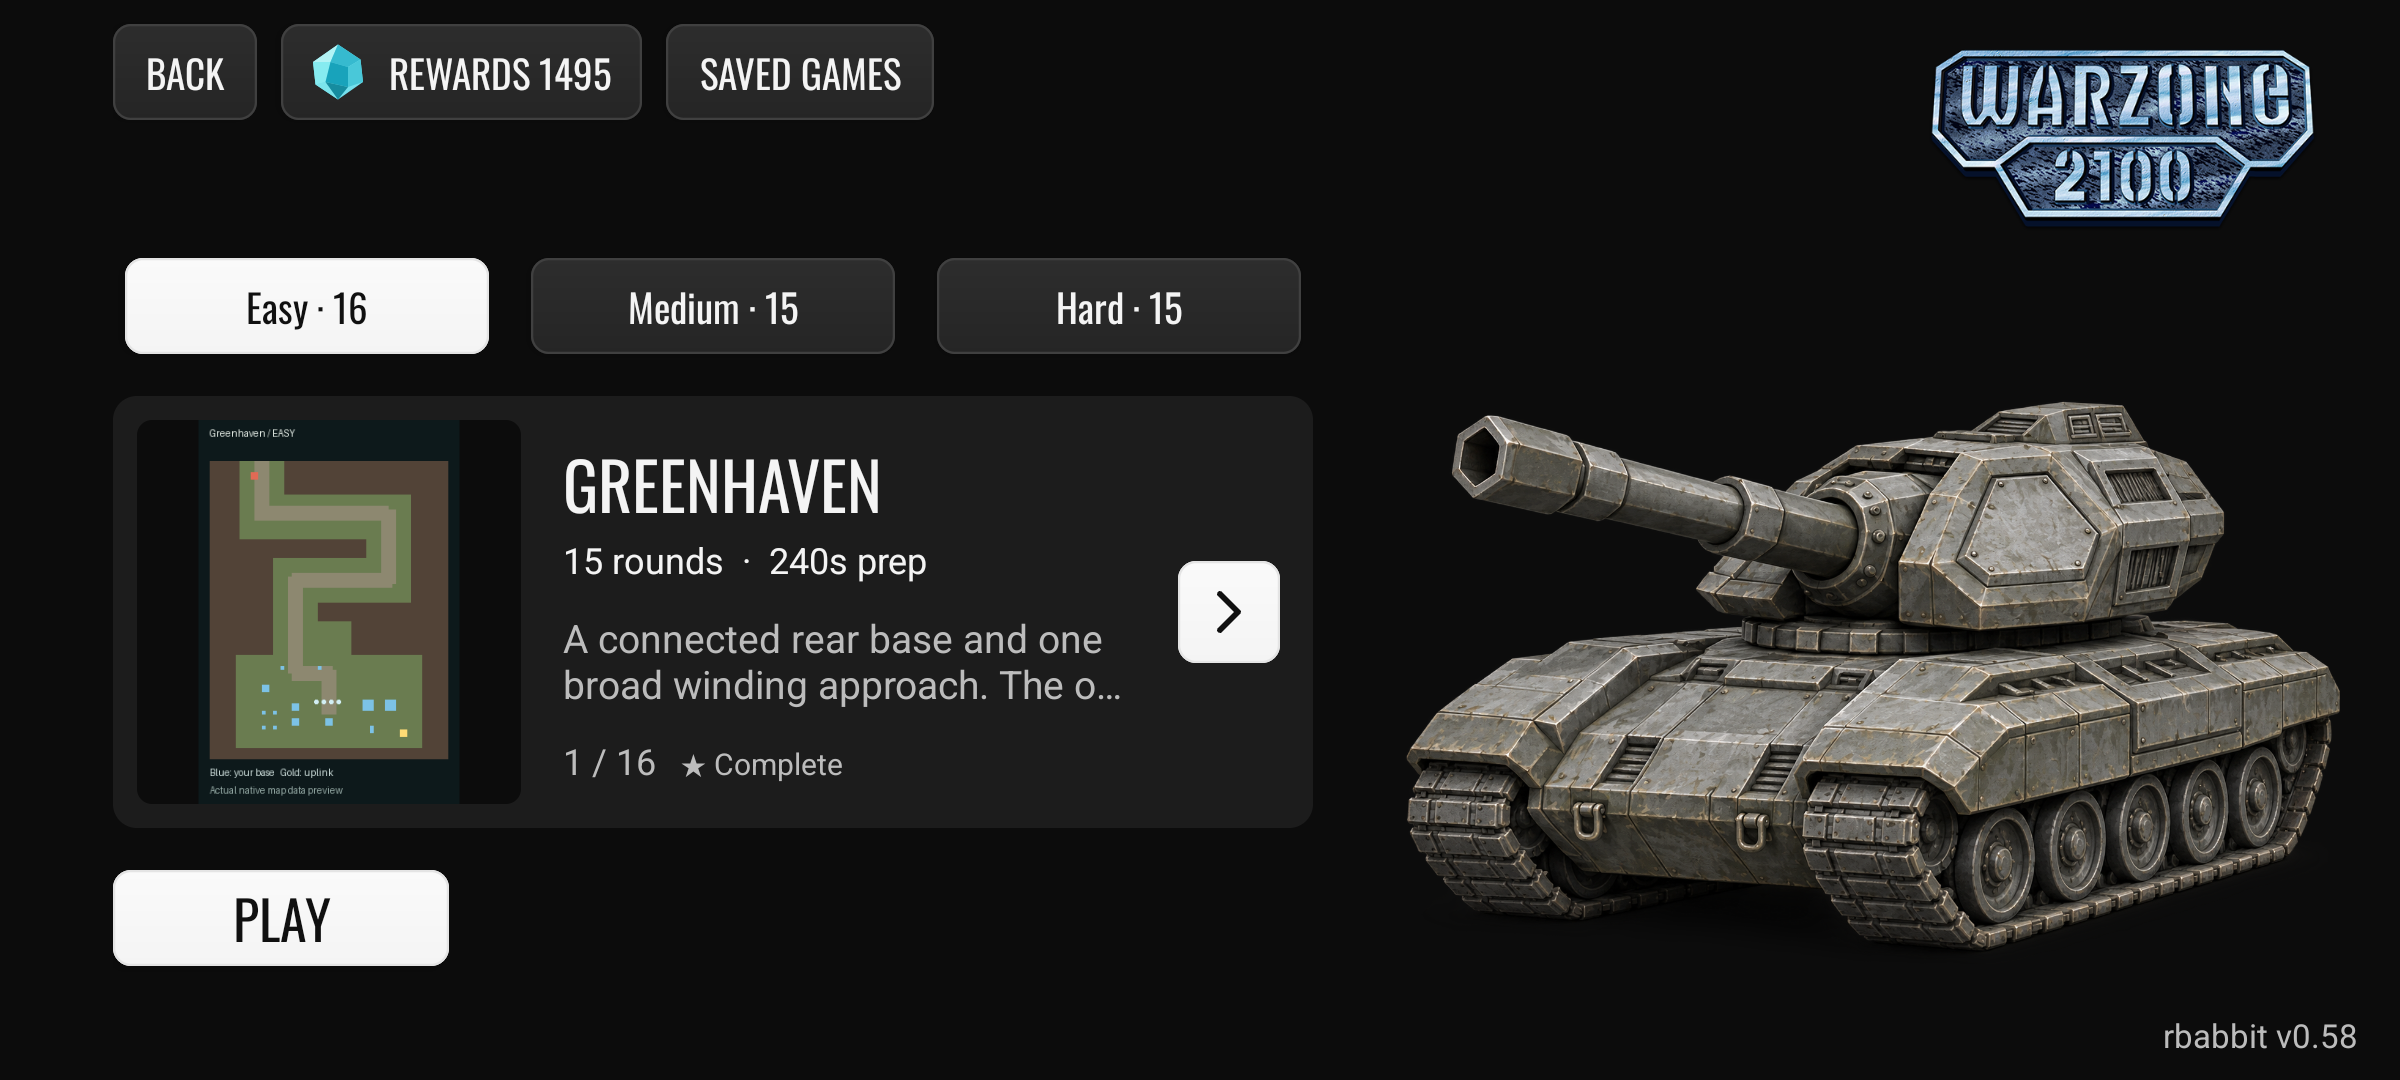 BACK
REWARDS 1495
SAVED GAMES
WARZONE
2100
Easy · 16
Medium · 15
Hard · 15
Greenhaven / EASY
Blue: your base Gold: uplink
Actual native map data preview
GREENHAVEN
15 rounds · 240s prep
A connected rear base and one
broad winding approach. The o...
1 / 16 ★ Complete
PLAY
rbabbit v0.58